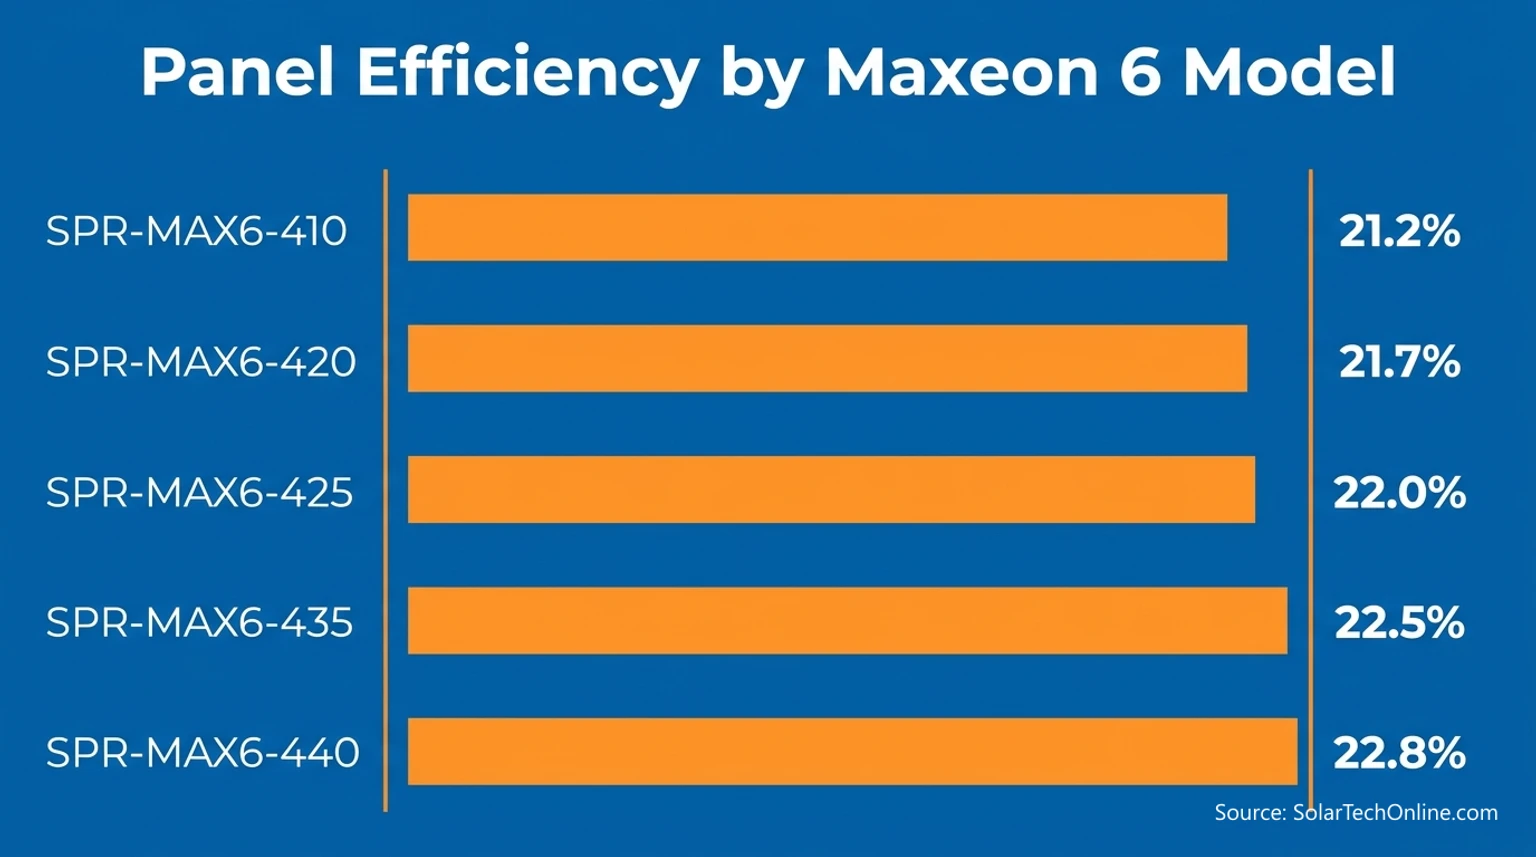 Panel Efficiency by Maxeon 6 Model
SPR-MAX6-410 21.2%
SPR-MAX6-420 21.7%
SPR-MAX6-425 22.0%
SPR-MAX6-435 22.5%
SPR-MAX6-440 22.8%
Source: SolarTechOnline.com